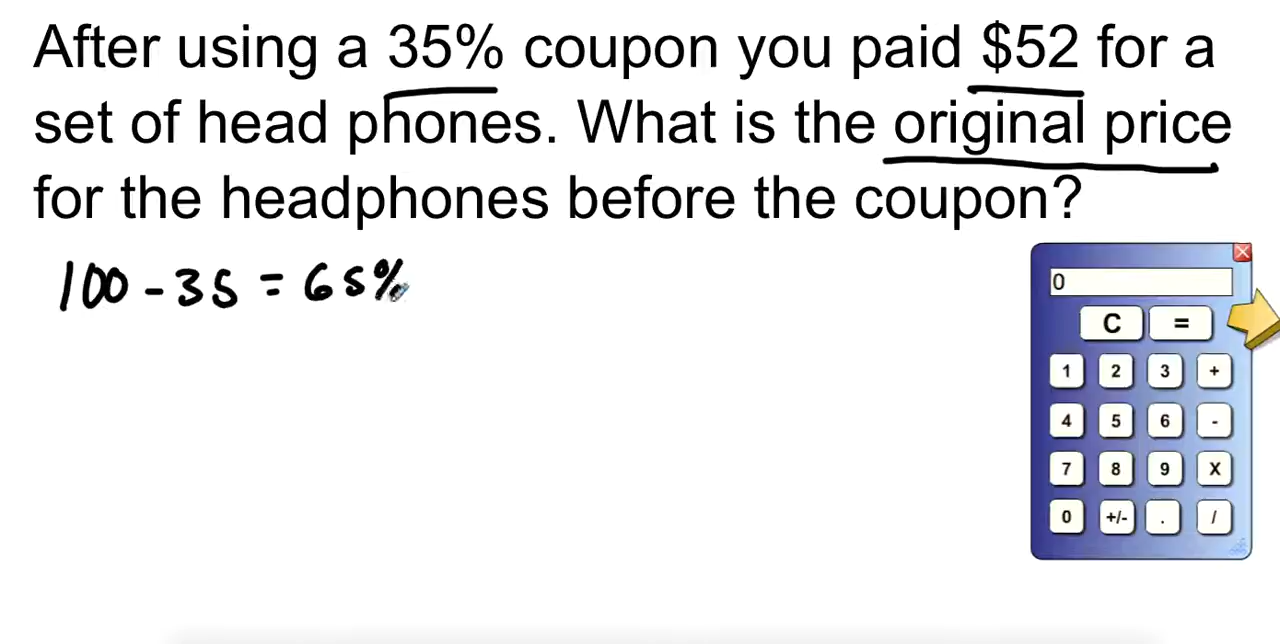 After using a 35% coupon you paid $52 for a
set of head phones. What is the original price
for the headphones before the coupon?
100 - 35 = 65%
0
C =
1 2 3 +
4 5 6 -
7 8 9 X
0 +/- . /